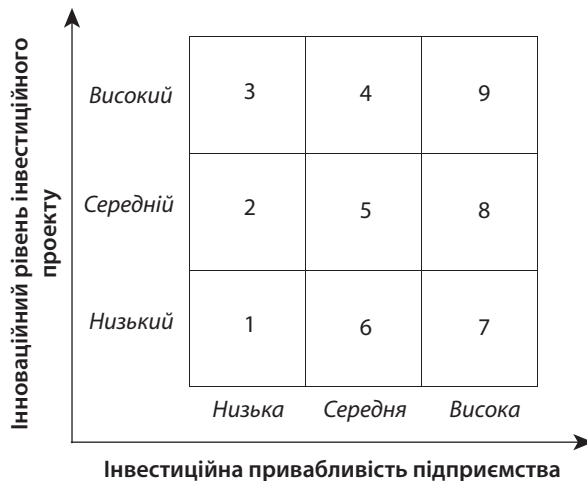 Інноваційний рівень інвестиційного
проекту
Високий 3 4 9
Середній 2 5 8
Низький 1 6 7
Низька Середня Висока
Інвестиційна привабливість підприємства